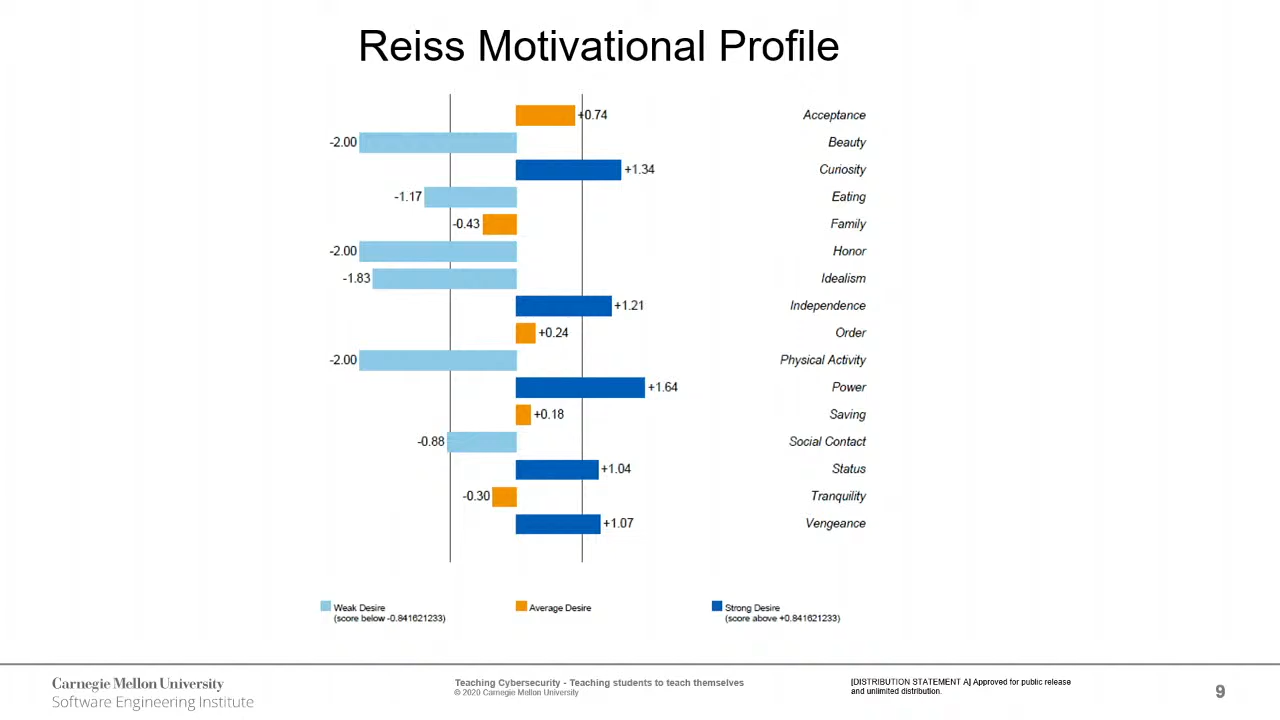 Reiss Motivational Profile
+0.74 Acceptance
-2.00 Beauty
+1.34 Curiosity
-1.17 Eating
-0.43 Family
-2.00 Honor
-1.83 Idealism
+1.21 Independence
+0.24 Order
-2.00 Physical Activity
+1.64 Power
+0.18 Saving
-0.88 Social Contact
+1.04 Status
-0.30 Tranquility
+1.07 Vengeance
Weak Desire
(score below -0.841621233)
Average Desire
Strong Desire
(score above +0.841621233)
Carnegie Mellon University
Software Engineering Institute
Teaching Cybersecurity - Teaching students to teach themselves
© 2020 Carnegie Mellon University
[DISTRIBUTION STATEMENT A] Approved for public release
and unlimited distribution.
9